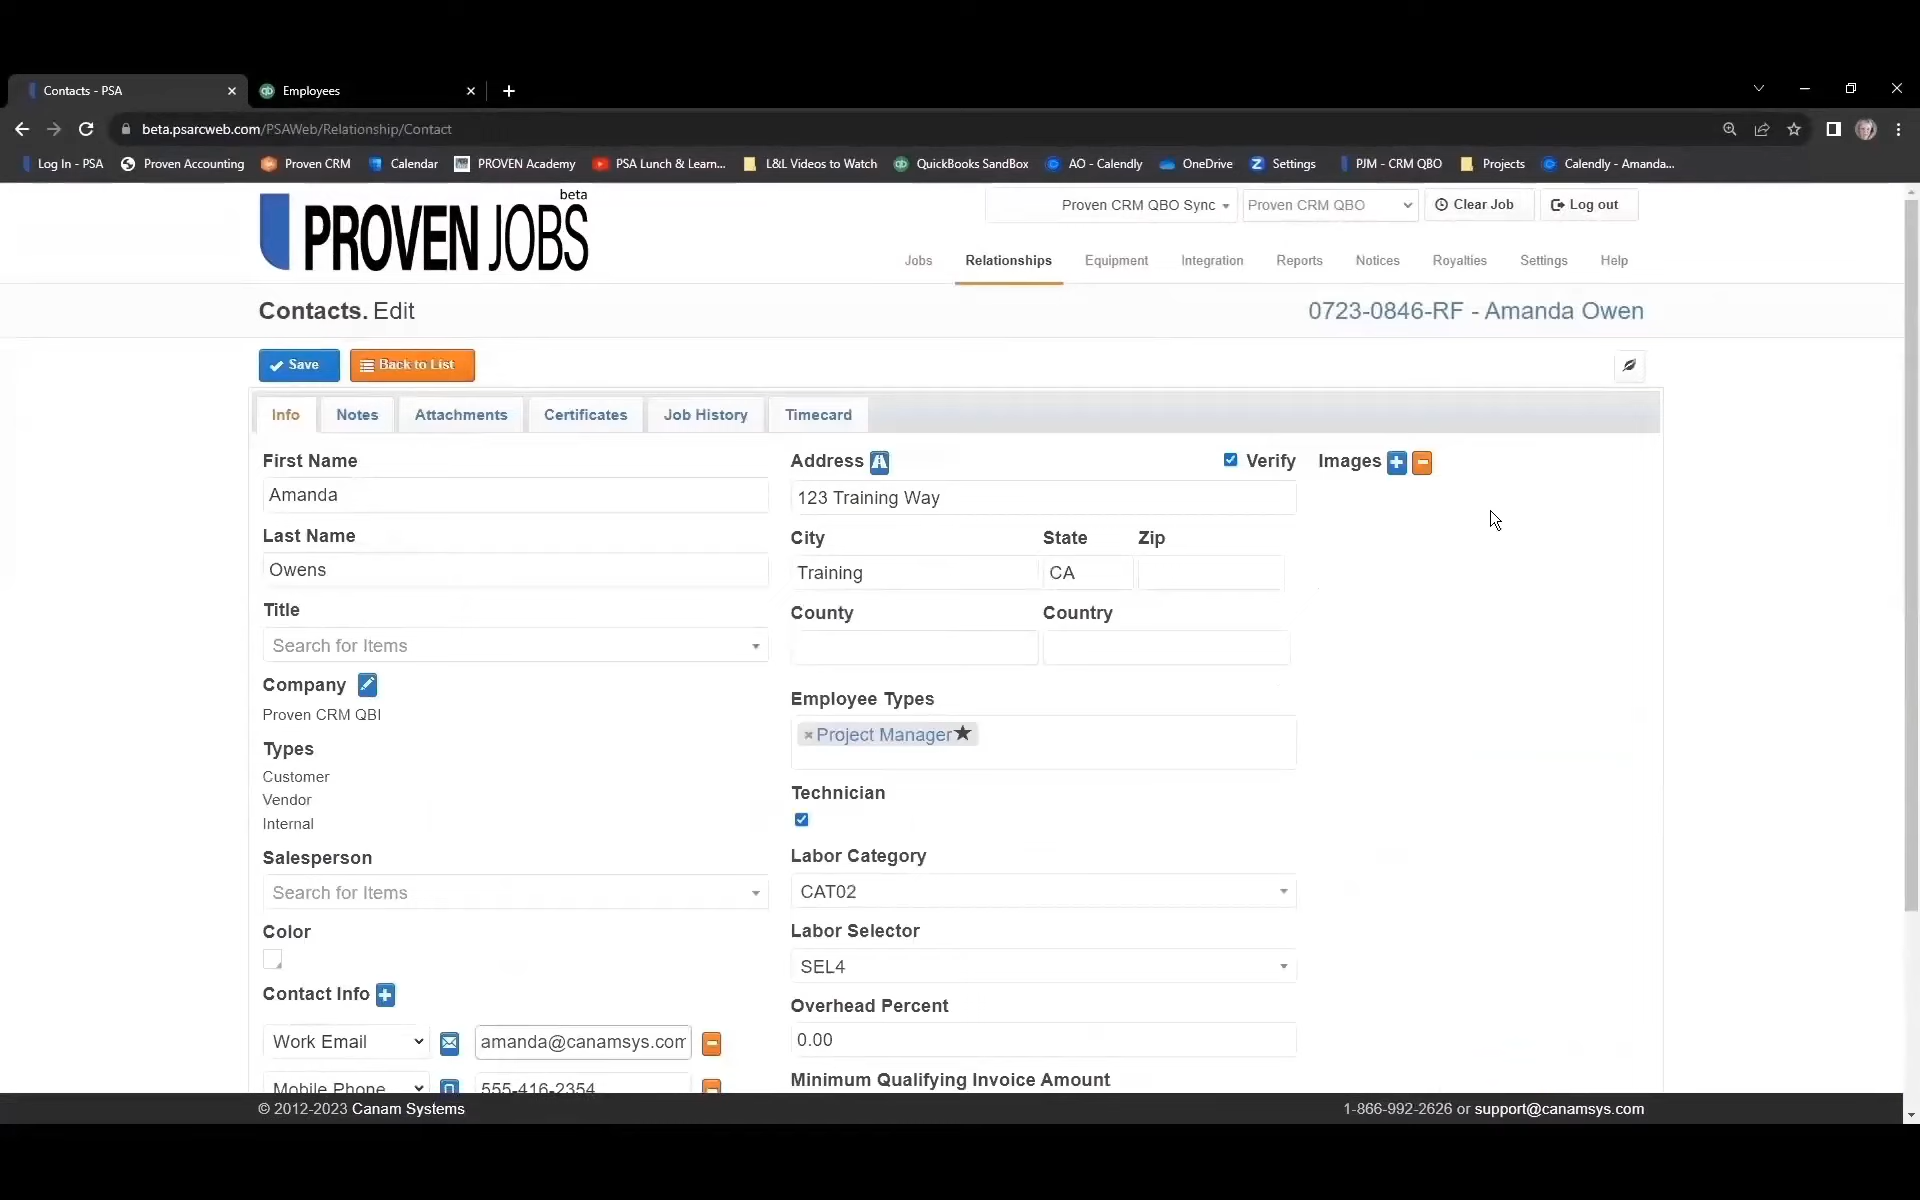 Contacts - PSA
Employees
beta.psarcweb.com/PSAWeb/Relationship/Contact
Log In - PSA Proven Accounting Proven CRM Calendar PROVEN Academy PSA Lunch & Learn... L&L Videos to Watch QuickBooks SandBox AO - Calendly OneDrive Settings PJM - CRM QBO Projects Calendly - Amanda...
beta
PROVEN JOBS
Proven CRM QBO Sync Proven CRM QBO Clear Job Log out
Jobs Relationships Equipment Integration Reports Notices Royalties Settings Help
Contacts. Edit 0723-0846-RF - Amanda Owen
Save Back to List
Info Notes Attachments Certificates Job History Timecard
First Name
Amanda
Last Name
Owens
Title
Search for Items
Company
Proven CRM QBI
Types
Customer
Vendor
Internal
Salesperson
Search for Items
Color
Contact Info
Work Email amanda@canamsys.com
Mobile Phone 555-416-2354
Address Verify
123 Training Way
City State Zip
Training CA
County Country
Employee Types
Project Manager
Technician
Labor Category
CAT02
Labor Selector
SEL4
Overhead Percent
0.00
Minimum Qualifying Invoice Amount
Images
© 2012-2023 Canam Systems 1-866-992-2626 or support@canamsys.com